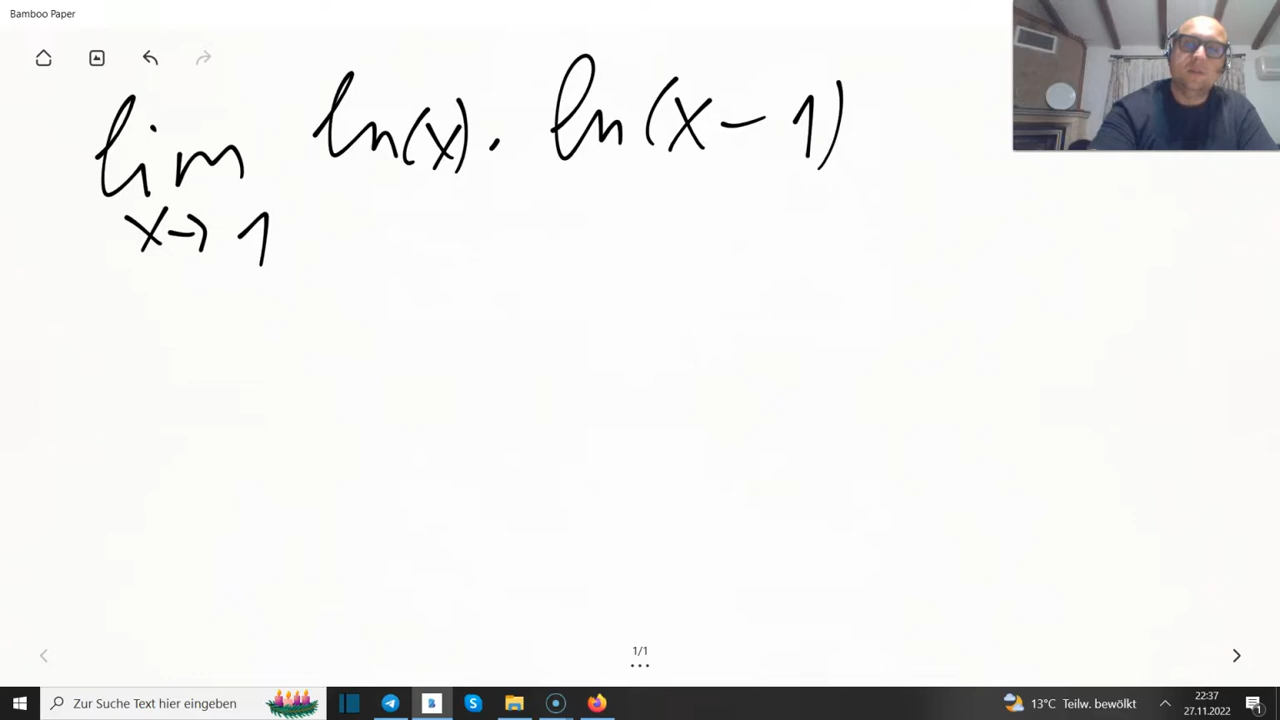 Bamboo Paper
lim ln(x) · ln(x − 1)
x → 1
1/1
Zur Suche Text hier eingeben
13°C Teilw. bewölkt
22:37
27.11.2022